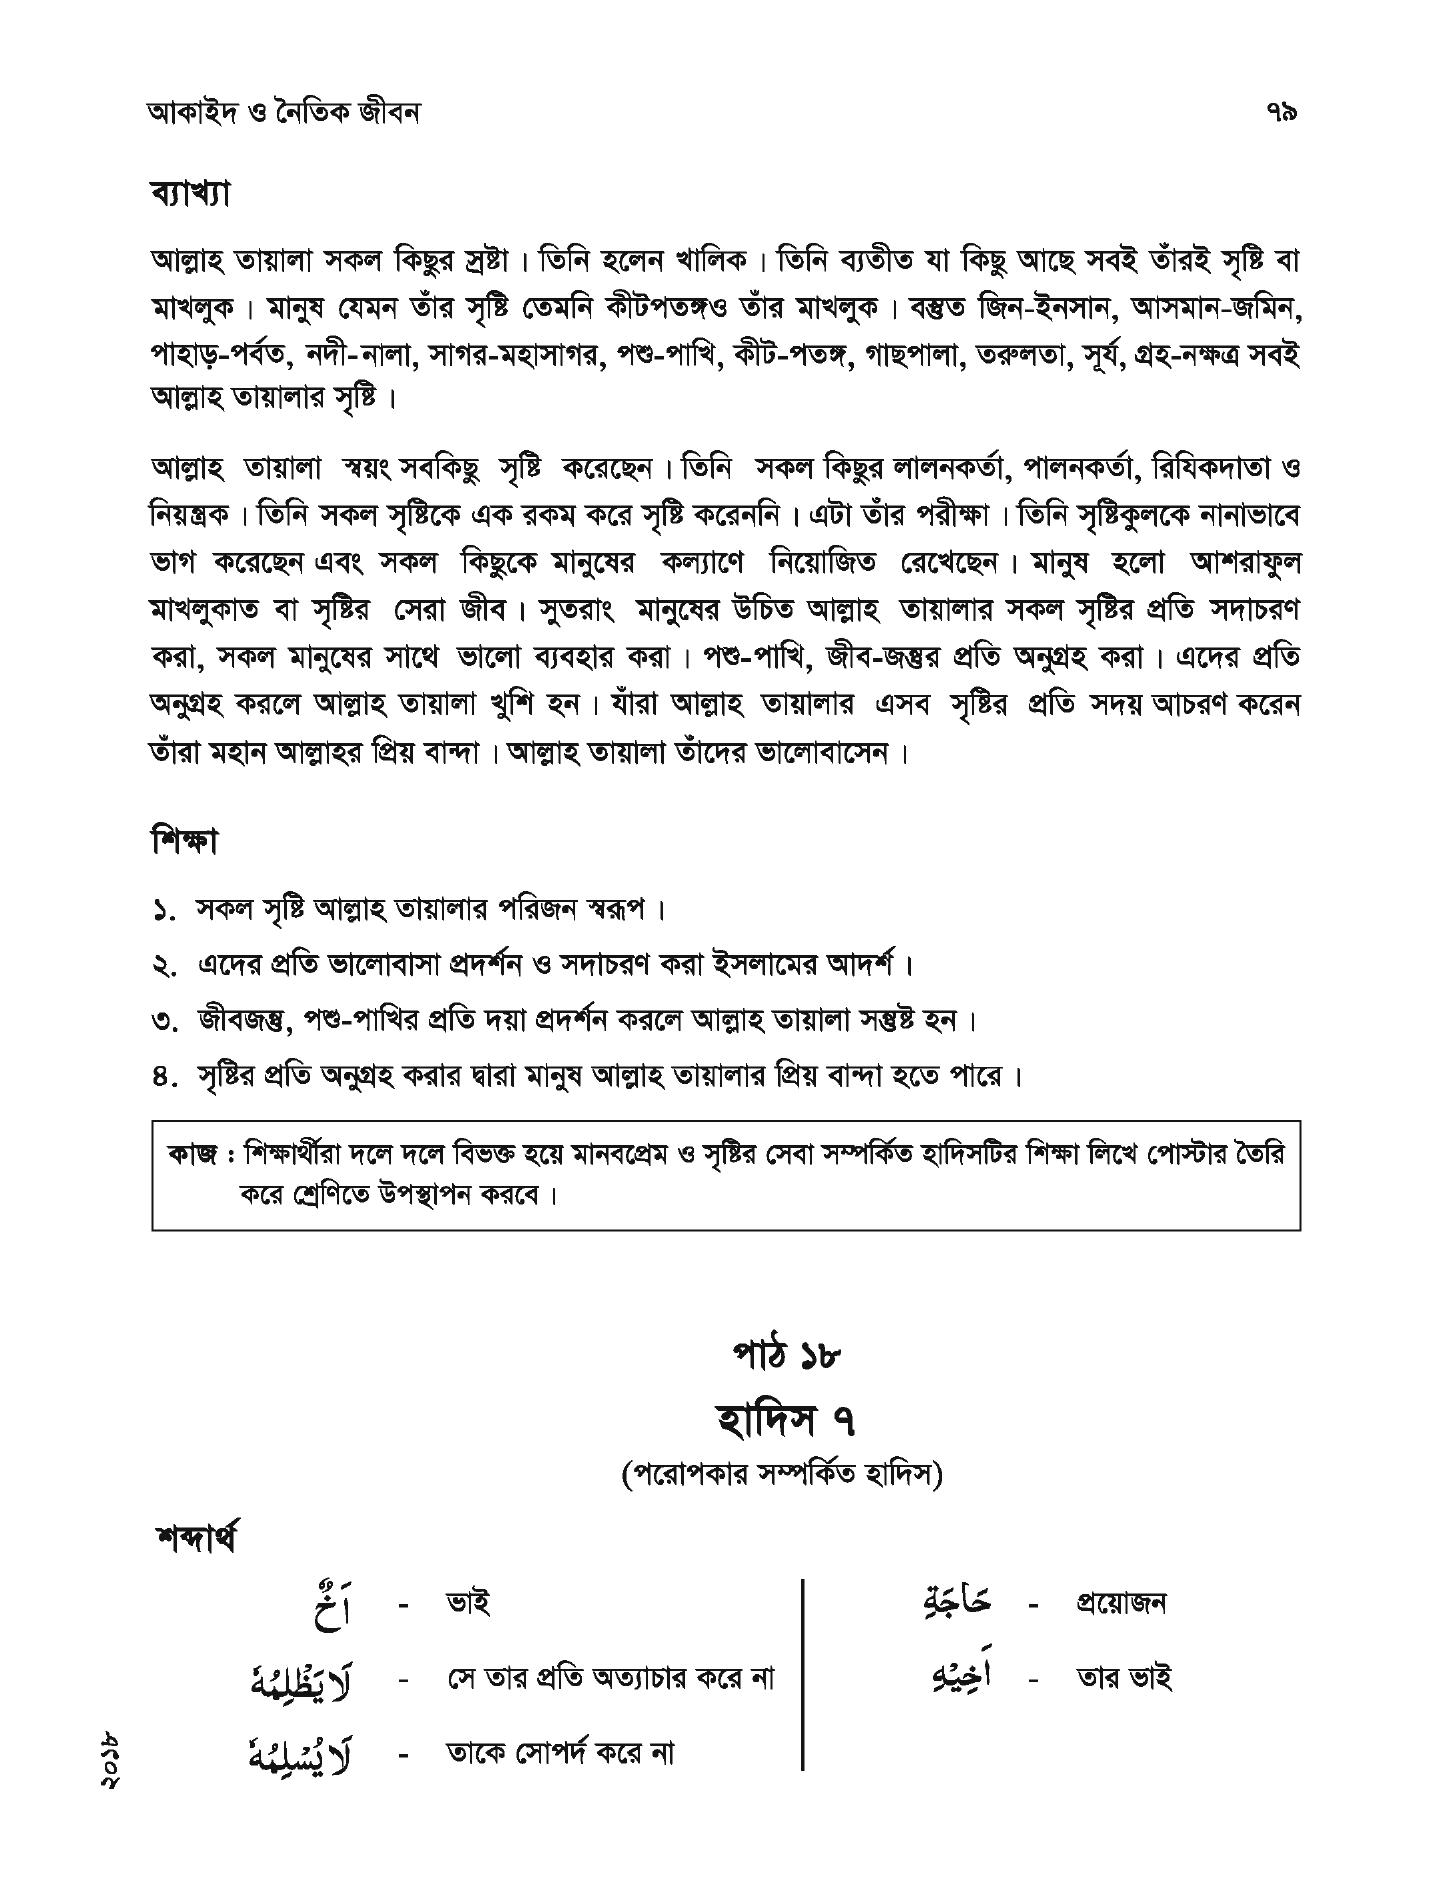 আকাইদ ও নৈতিক জীবন ৭৯
ব্যাখ্যা
আল্লাহ তায়ালা সকল কিছুর স্রষ্টা। তিনি হলেন খালিক। তিনি ব্যতীত যা কিছু আছে সবই তাঁরই সৃষ্টি বা
মাখলুক। মানুষ যেমন তাঁর সৃষ্টি তেমনি কীটপতঙ্গও তাঁর মাখলুক। বস্তুত জিন-ইনসান, আসমান-জমিন,
পাহাড়-পর্বত, নদী-নালা, সাগর-মহাসাগর, পশু-পাখি, কীট-পতঙ্গ, গাছপালা, তরুলতা, সূর্য, গ্রহ-নক্ষত্র সবই
আল্লাহ তায়ালার সৃষ্টি।
আল্লাহ তায়ালা স্বয়ং সবকিছু সৃষ্টি করেছেন। তিনি সকল কিছুর লালনকর্তা, পালনকর্তা, রিযিকদাতা ও
নিয়ন্ত্রক। তিনি সকল সৃষ্টিকে এক রকম করে সৃষ্টি করেননি। এটা তাঁর পরীক্ষা। তিনি সৃষ্টিকুলকে নানাভাবে
ভাগ করেছেন এবং সকল কিছুকে মানুষের কল্যাণে নিয়োজিত রেখেছেন। মানুষ হলো আশরাফুল
মাখলুকাত বা সৃষ্টির সেরা জীব। সুতরাং মানুষের উচিত আল্লাহ তায়ালার সকল সৃষ্টির প্রতি সদাচরণ
করা, সকল মানুষের সাথে ভালো ব্যবহার করা। পশু-পাখি, জীব-জন্তুর প্রতি অনুগ্রহ করা। এদের প্রতি
অনুগ্রহ করলে আল্লাহ তায়ালা খুশি হন। যাঁরা আল্লাহ তায়ালার এসব সৃষ্টির প্রতি সদয় আচরণ করেন
তাঁরা মহান আল্লাহর প্রিয় বান্দা। আল্লাহ তায়ালা তাঁদের ভালোবাসেন।
শিক্ষা
১. সকল সৃষ্টি আল্লাহ তায়ালার পরিজন স্বরূপ।
২. এদের প্রতি ভালোবাসা প্রদর্শন ও সদাচরণ করা ইসলামের আদর্শ।
৩. জীবজন্তু, পশু-পাখির প্রতি দয়া প্রদর্শন করলে আল্লাহ তায়ালা সন্তুষ্ট হন।
৪. সৃষ্টির প্রতি অনুগ্রহ করার দ্বারা মানুষ আল্লাহ তায়ালার প্রিয় বান্দা হতে পারে।
কাজ : শিক্ষার্থীরা দলে দলে বিভক্ত হয়ে মানবপ্রেম ও সৃষ্টির সেবা সম্পর্কিত হাদিসটির শিক্ষা লিখে পোস্টার তৈরি
করে শ্রেণিতে উপস্থাপন করবে।
পাঠ ১৮
হাদিস ৭
(পরোপকার সম্পর্কিত হাদিস)
শব্দার্থ
اَخٌ - ভাই
لَا يَظْلِمُهٗ - সে তার প্রতি অত্যাচার করে না
لَا يُسْلِمُهٗ - তাকে সোপর্দ করে না
حَاجَةِ - প্রয়োজন
اَخِيْهِ - তার ভাই
২০১৮